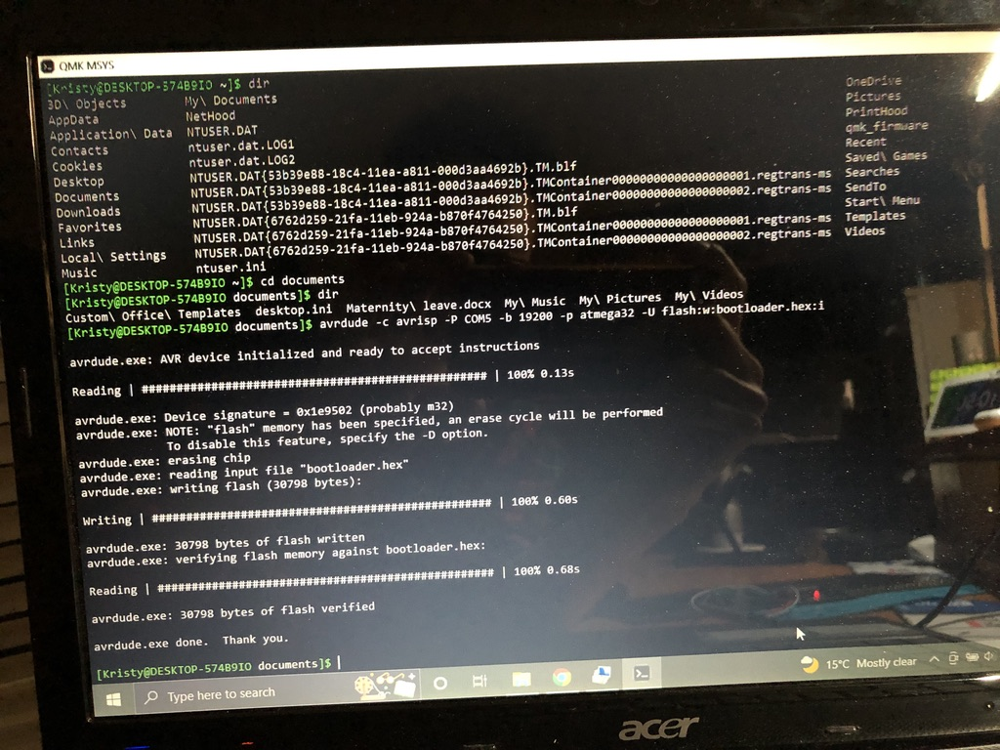 QMK MSYS
[Kristy@DESKTOP-574B9IO ~]$ dir
3D\ Objects My\ Documents OneDrive
AppData NetHood Pictures
Application\ Data NTUSER.DAT PrintHood
Contacts ntuser.dat.LOG1 qmk_firmware
Cookies ntuser.dat.LOG2 Recent
Desktop NTUSER.DAT{53b39e88-18c4-11ea-a811-000d3aa4692b}.TM.blf Saved\ Games
Documents NTUSER.DAT{53b39e88-18c4-11ea-a811-000d3aa4692b}.TMContainer00000000000000000001.regtrans-ms Searches
Downloads NTUSER.DAT{53b39e88-18c4-11ea-a811-000d3aa4692b}.TMContainer00000000000000000002.regtrans-ms SendTo
Favorites NTUSER.DAT{6762d259-21fa-11eb-924a-b870f4764250}.TM.blf Start\ Menu
Links NTUSER.DAT{6762d259-21fa-11eb-924a-b870f4764250}.TMContainer00000000000000000001.regtrans-ms Templates
Local\ Settings NTUSER.DAT{6762d259-21fa-11eb-924a-b870f4764250}.TMContainer00000000000000000002.regtrans-ms Videos
Music ntuser.ini
[Kristy@DESKTOP-574B9IO ~]$ cd documents
[Kristy@DESKTOP-574B9IO documents]$ dir
Custom\ Office\ Templates desktop.ini Maternity\ leave.docx My\ Music My\ Pictures My\ Videos
[Kristy@DESKTOP-574B9IO documents]$ avrdude -c avrisp -P COM5 -b 19200 -p atmega32 -U flash:w:bootloader.hex:i
avrdude.exe: AVR device initialized and ready to accept instructions
Reading | ################################################## | 100% 0.13s
avrdude.exe: Device signature = 0x1e9502 (probably m32)
avrdude.exe: NOTE: "flash" memory has been specified, an erase cycle will be performed
To disable this feature, specify the -D option.
avrdude.exe: erasing chip
avrdude.exe: reading input file "bootloader.hex"
avrdude.exe: writing flash (30798 bytes):
Writing | ################################################## | 100% 0.60s
avrdude.exe: 30798 bytes of flash written
avrdude.exe: verifying flash memory against bootloader.hex:
Reading | ################################################## | 100% 0.68s
avrdude.exe: 30798 bytes of flash verified
avrdude.exe done. Thank you.
[Kristy@DESKTOP-574B9IO documents]$
Type here to search
15°C Mostly clear
acer